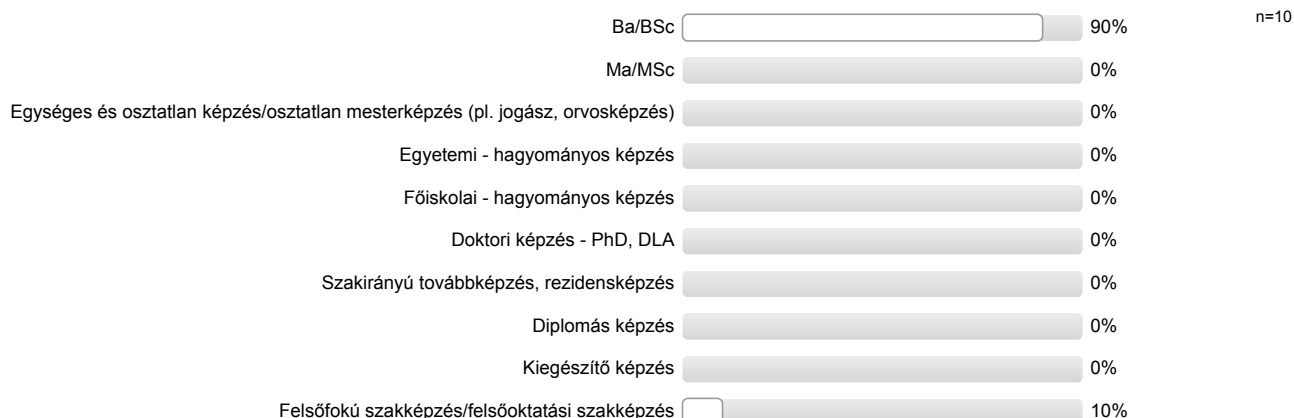 n=10
Ba/BSc 90%
Ma/MSc 0%
Egységes és osztatlan képzés/osztatlan mesterképzés (pl. jogász, orvosképzés) 0%
Egyetemi - hagyományos képzés 0%
Főiskolai - hagyományos képzés 0%
Doktori képzés - PhD, DLA 0%
Szakirányú továbbképzés, rezidensképzés 0%
Diplomás képzés 0%
Kiegészítő képzés 0%
Felsőfokú szakképzés/felsőoktatási szakképzés 10%